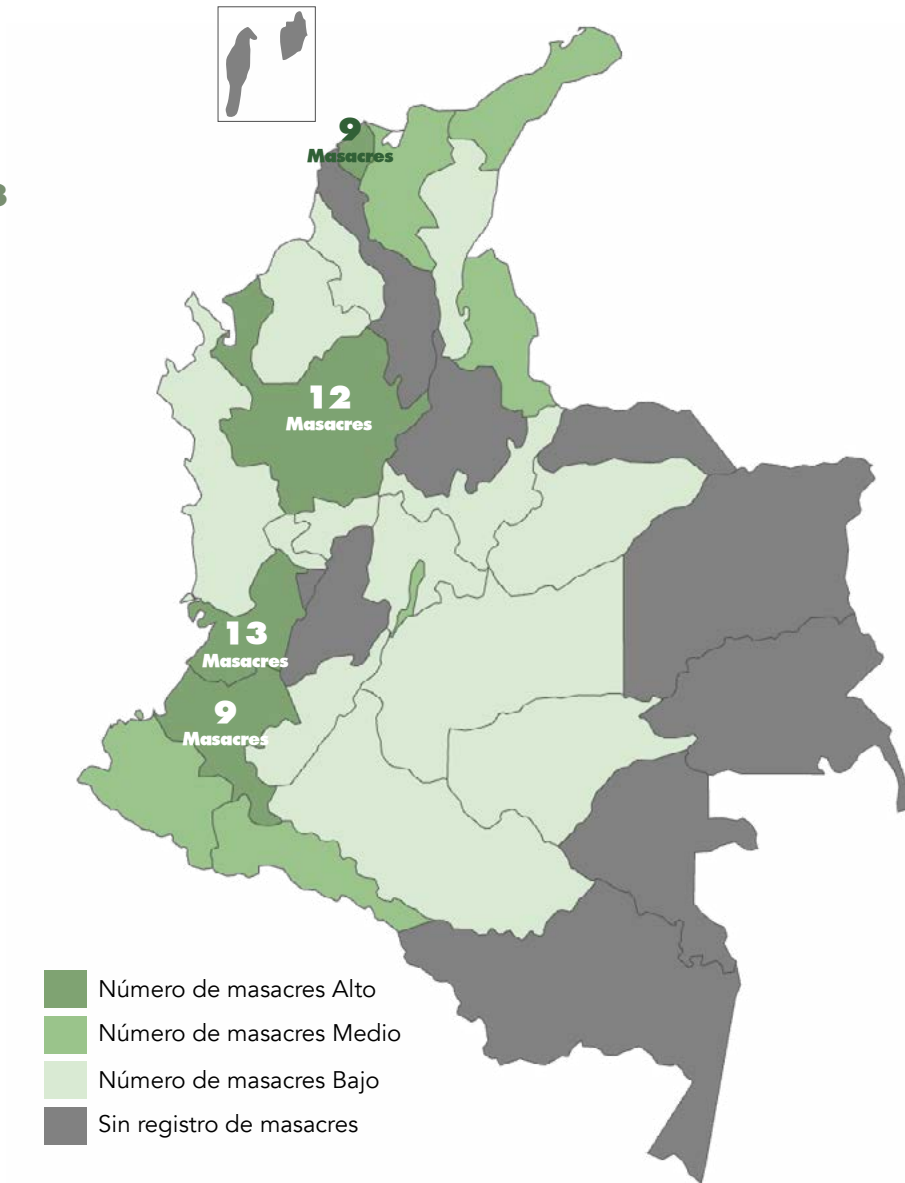 9
Masacres
12
Masacres
13
Masacres
9
Masacres
Número de masacres Alto
Número de masacres Medio
Número de masacres Bajo
Sin registro de masacres